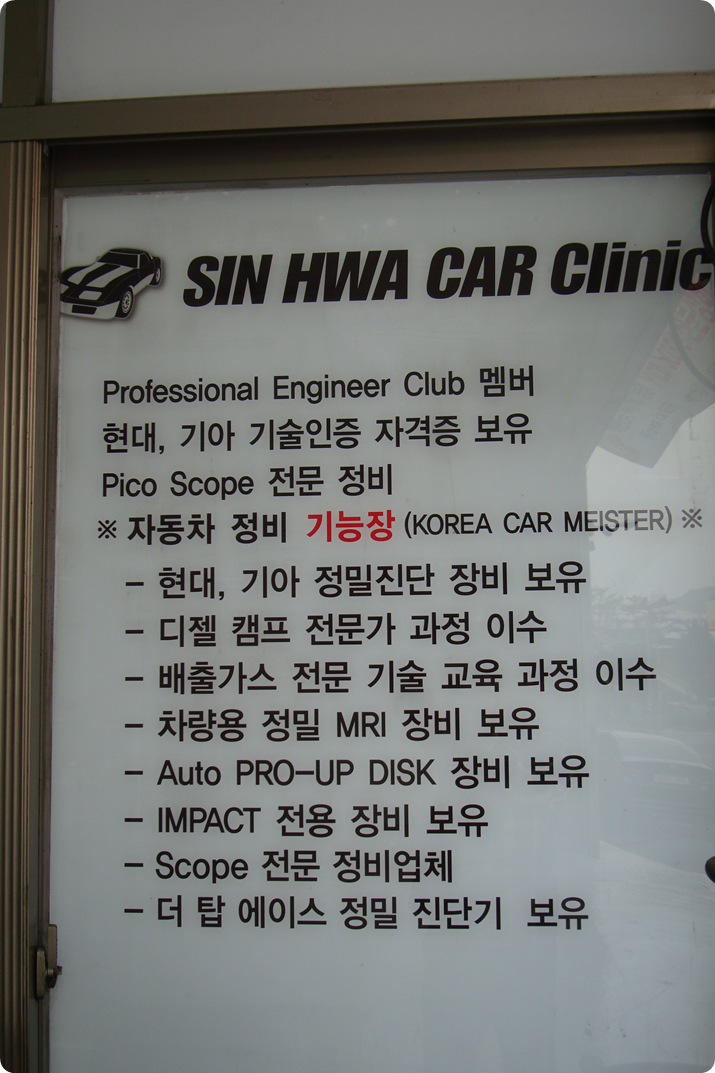 SIN HWA CAR Clinic
Professional Engineer Club 멤버
현대, 기아 기술인증 자격증 보유
Pico Scope 전문 정비
※ 자동차 정비 기능장 (KOREA CAR MEISTER) ※
- 현대, 기아 정밀진단 장비 보유
- 디젤 캠프 전문가 과정 이수
- 배출가스 전문 기술 교육 과정 이수
- 차량용 정밀 MRI 장비 보유
- Auto PRO-UP DISK 장비 보유
- IMPACT 전용 장비 보유
- Scope 전문 정비업체
- 더 탑 에이스 정밀 진단기 보유